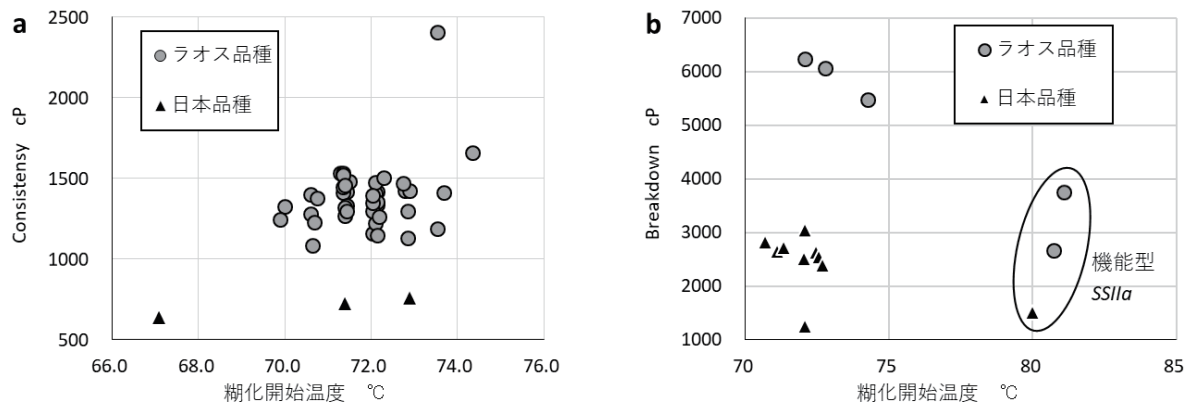 a
2500
2000
1500
1000
500
Consistensy cP
ラオス品種
日本品種
66.0 68.0 70.0 72.0 74.0 76.0
糊化開始温度 ℃
b
7000
6000
5000
4000
3000
2000
1000
Breakdown cP
ラオス品種
日本品種
機能型
SSIIa
70 75 80 85
糊化開始温度 ℃